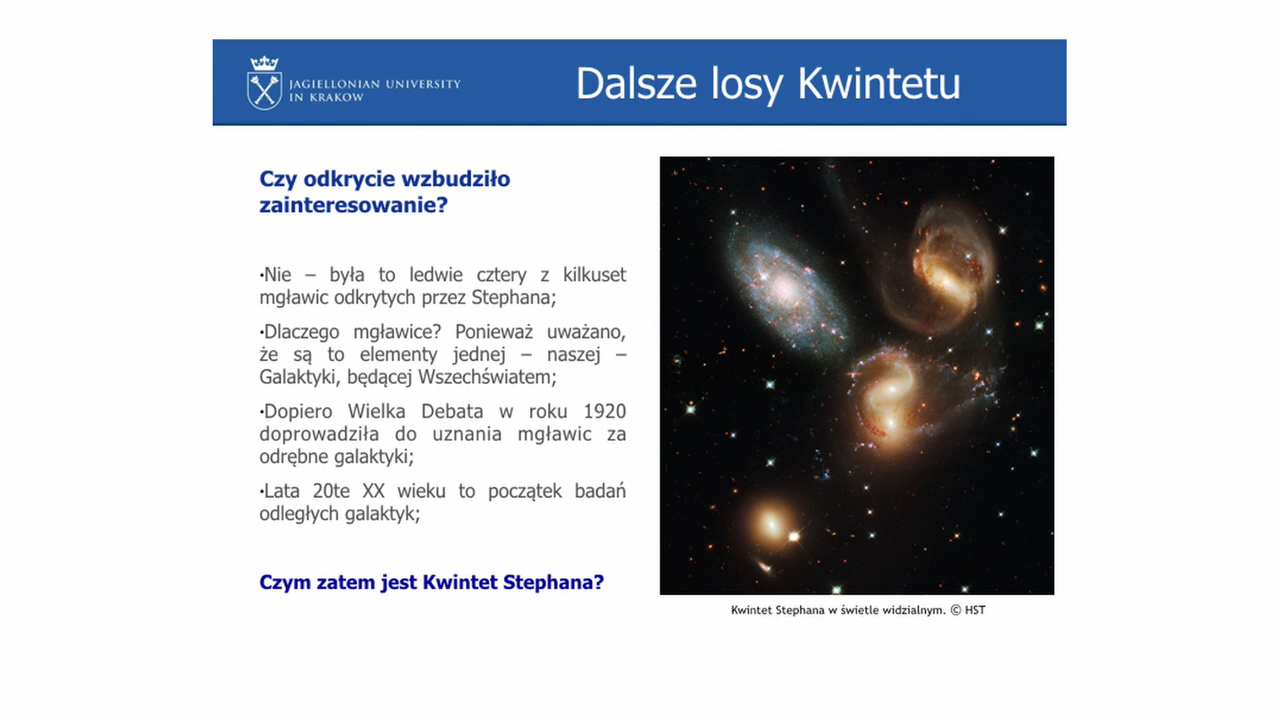 JAGIELLONIAN UNIVERSITY
IN KRAKOW
Dalsze losy Kwintetu
Czy odkrycie wzbudziło
zainteresowanie?
·Nie – była to ledwie cztery z kilkuset
mgławic odkrytych przez Stephana;
·Dlaczego mgławice? Ponieważ uważano,
że są to elementy jednej – naszej –
Galaktyki, będącej Wszechświatem;
·Dopiero Wielka Debata w roku 1920
doprowadziła do uznania mgławic za
odrębne galaktyki;
·Lata 20te XX wieku to początek badań
odległych galaktyk;
Czym zatem jest Kwintet Stephana?
Kwintet Stephana w świetle widzialnym. © HST